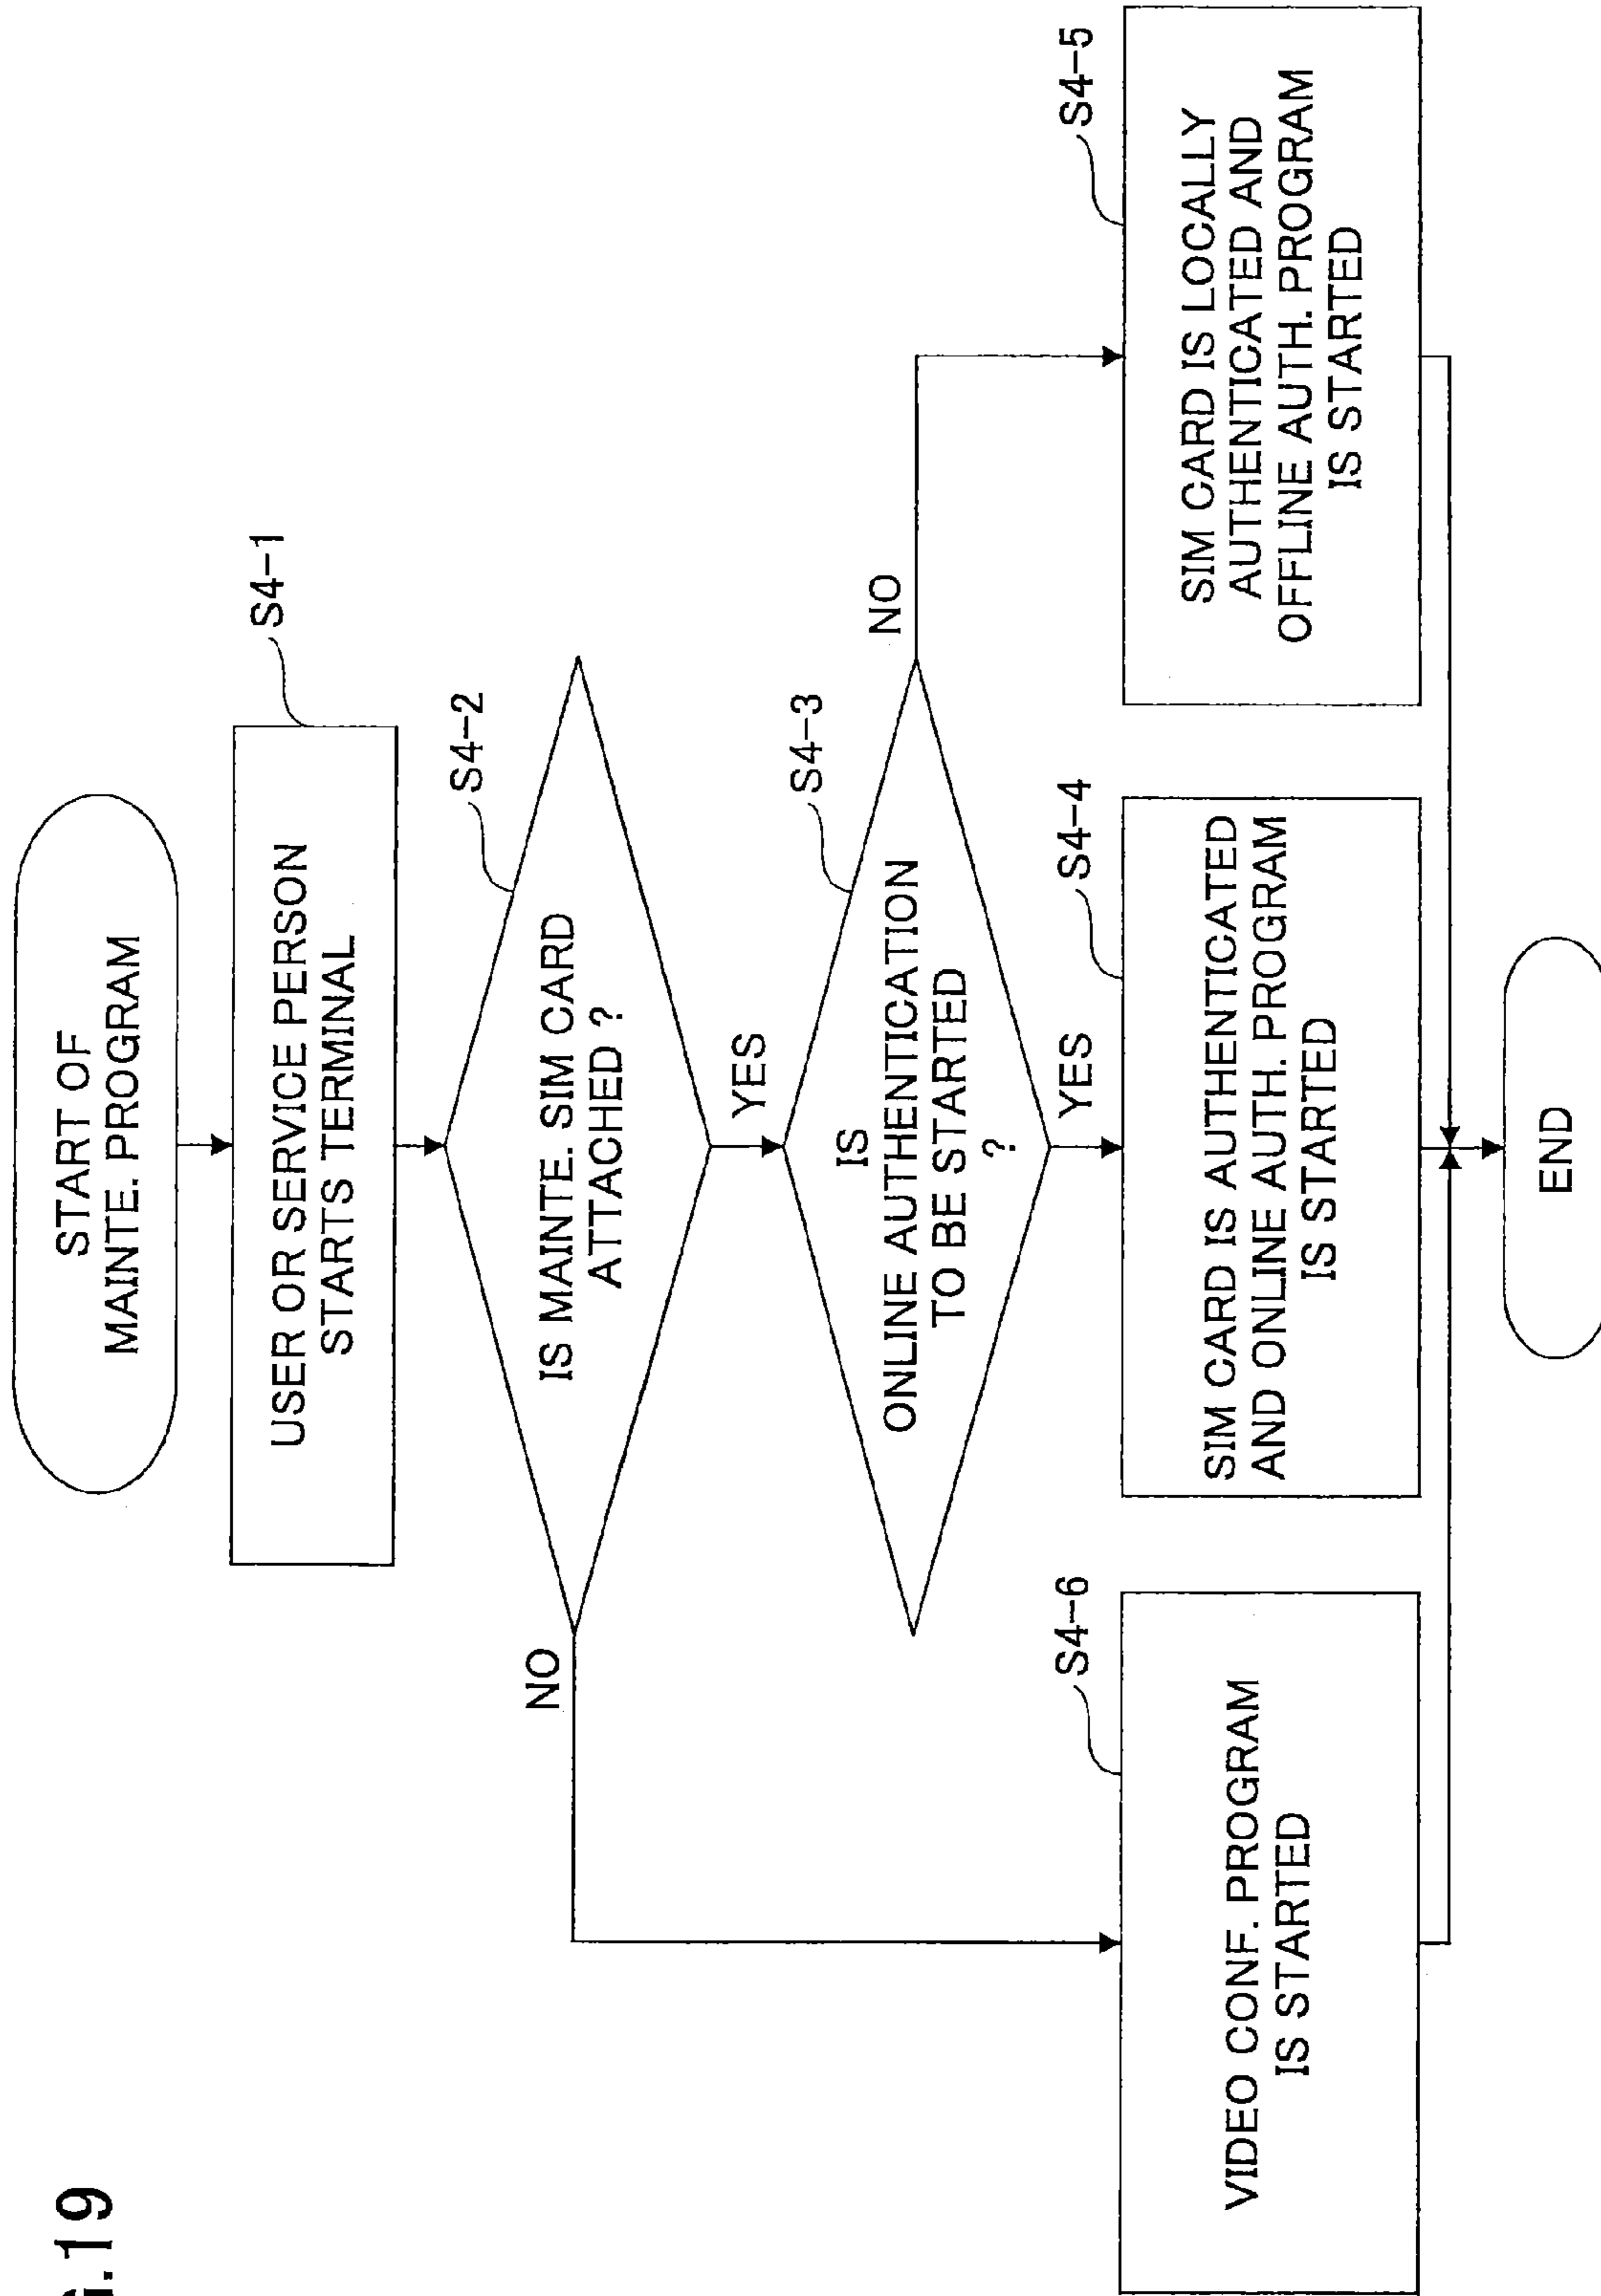 G.19
START OF
MAINTE. PROGRAM
USER OR SERVICE PERSON
STARTS TERMINAL
S4-1
IS MAINTE. SIM CARD
ATTACHED ?
S4-2
NO
YES
IS
ONLINE AUTHENTICATION
TO BE STARTED
?
S4-3
NO
YES
VIDEO CONF. PROGRAM
IS STARTED
S4-6
SIM CARD IS AUTHENTICATED
AND ONLINE AUTH. PROGRAM
IS STARTED
S4-4
SIM CARD IS LOCALLY
AUTHENTICATED AND
OFFLINE AUTH. PROGRAM
IS STARTED
S4-5
END